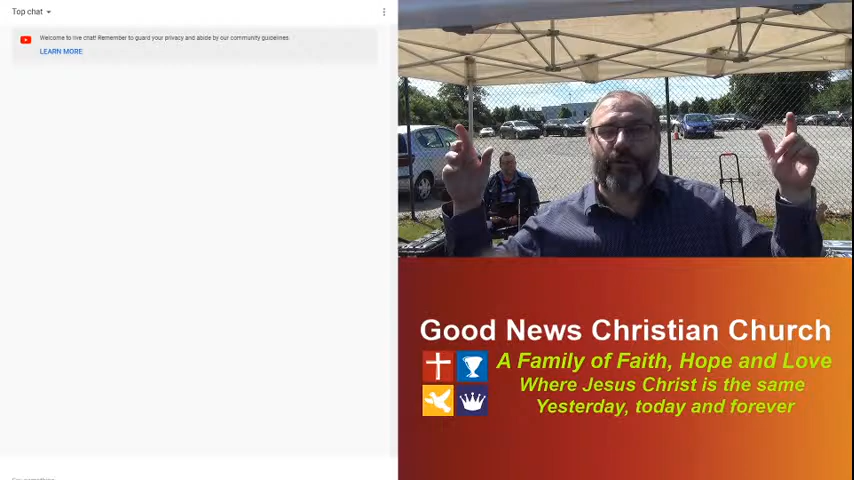 Top chat
Welcome to live chat! Remember to guard your privacy and abide by our community guidelines.
LEARN MORE
Good News Christian Church
A Family of Faith, Hope and Love
Where Jesus Christ is the same
Yesterday, today and forever